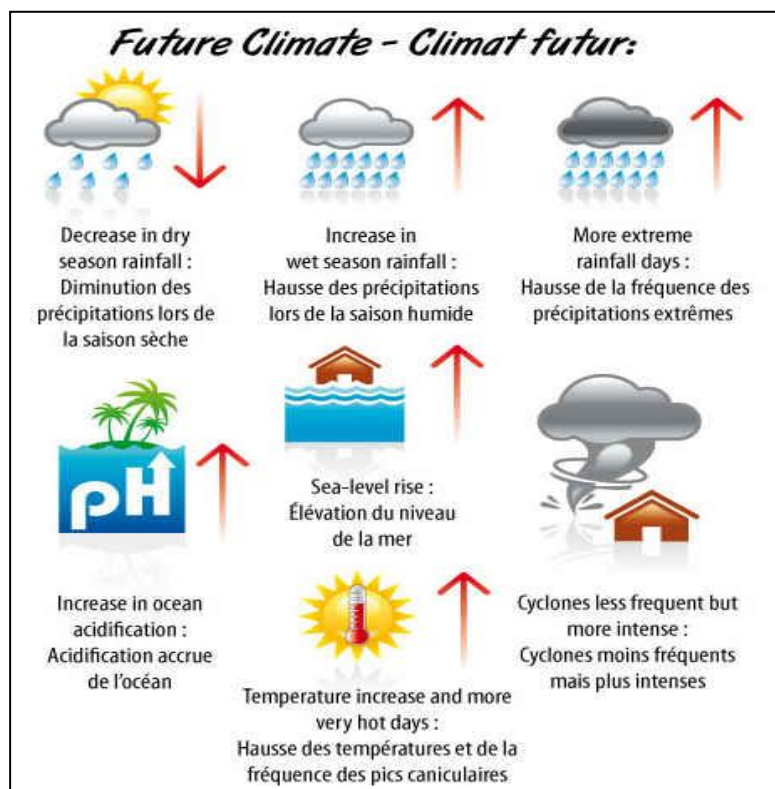 Future Climate – Climat futur:
Decrease in dry
season rainfall :
Diminution des
précipitations lors de
la saison sèche
Increase in
wet season rainfall :
Hausse des précipitations
lors de la saison humide
More extreme
rainfall days :
Hausse de la fréquence des
précipitations extrêmes
pH
Increase in ocean
acidification :
Acidification accrue
de l’océan
Sea-level rise :
Élévation du niveau
de la mer
Cyclones less frequent but
more intense :
Cyclones moins fréquents
mais plus intenses
Temperature increase and more
very hot days :
Hausse des températures et de la
fréquence des pics caniculaires